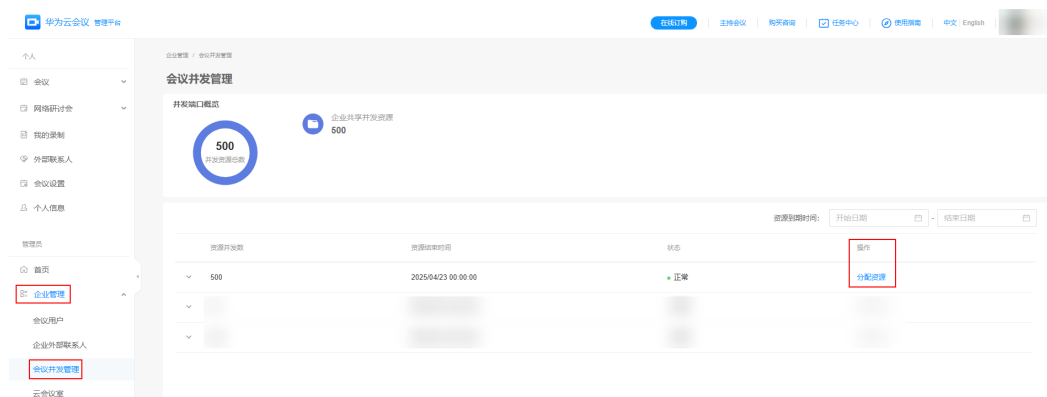 华为云会议 管理平台
在线订购 主持会议 购买咨询 任务中心 使用指南 中文 English
个人
会议
网络研讨会
我的录制
外部联系人
会议设置
个人信息
管理员
首页
企业管理
会议用户
企业外部联系人
会议并发管理
云会议室
企业管理 / 会议并发管理
会议并发管理
并发端口概览
500
并发资源总数
企业共享并发资源
500
资源到期时间: 开始日期 - 结束日期
资源并发数 资源结束时间 状态 操作
500 2025/04/23 00:00:00 正常 分配资源